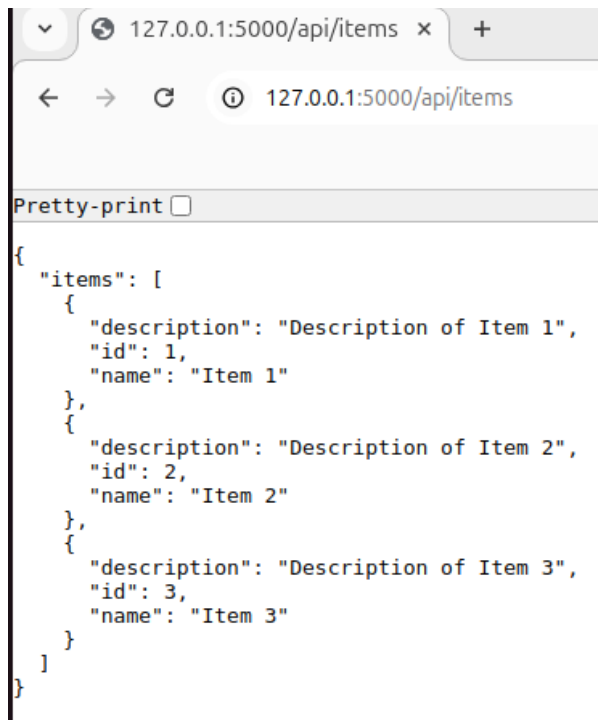 127.0.0.1:5000/api/items
127.0.0.1:5000/api/items
Pretty-print
{
  "items": [
    {
      "description": "Description of Item 1",
      "id": 1,
      "name": "Item 1"
    },
    {
      "description": "Description of Item 2",
      "id": 2,
      "name": "Item 2"
    },
    {
      "description": "Description of Item 3",
      "id": 3,
      "name": "Item 3"
    }
  ]
}